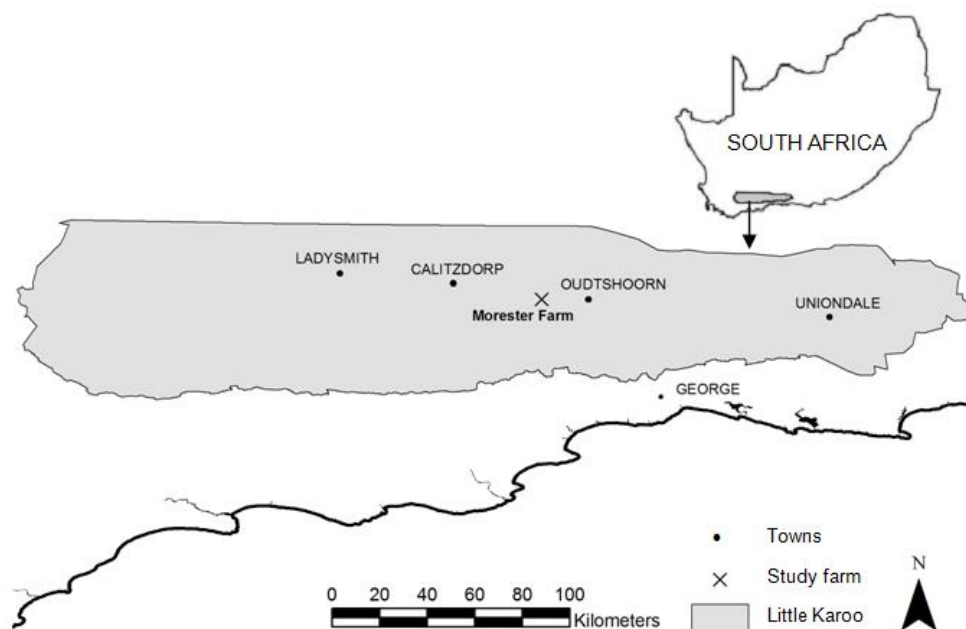 SOUTH AFRICA
LADYSMITH
CALITZDORP
OUDTSHOORN
Morester Farm
UNIONDALE
GEORGE
Towns
Study farm
Little Karoo
N
0 20 40 60 80 100
Kilometers